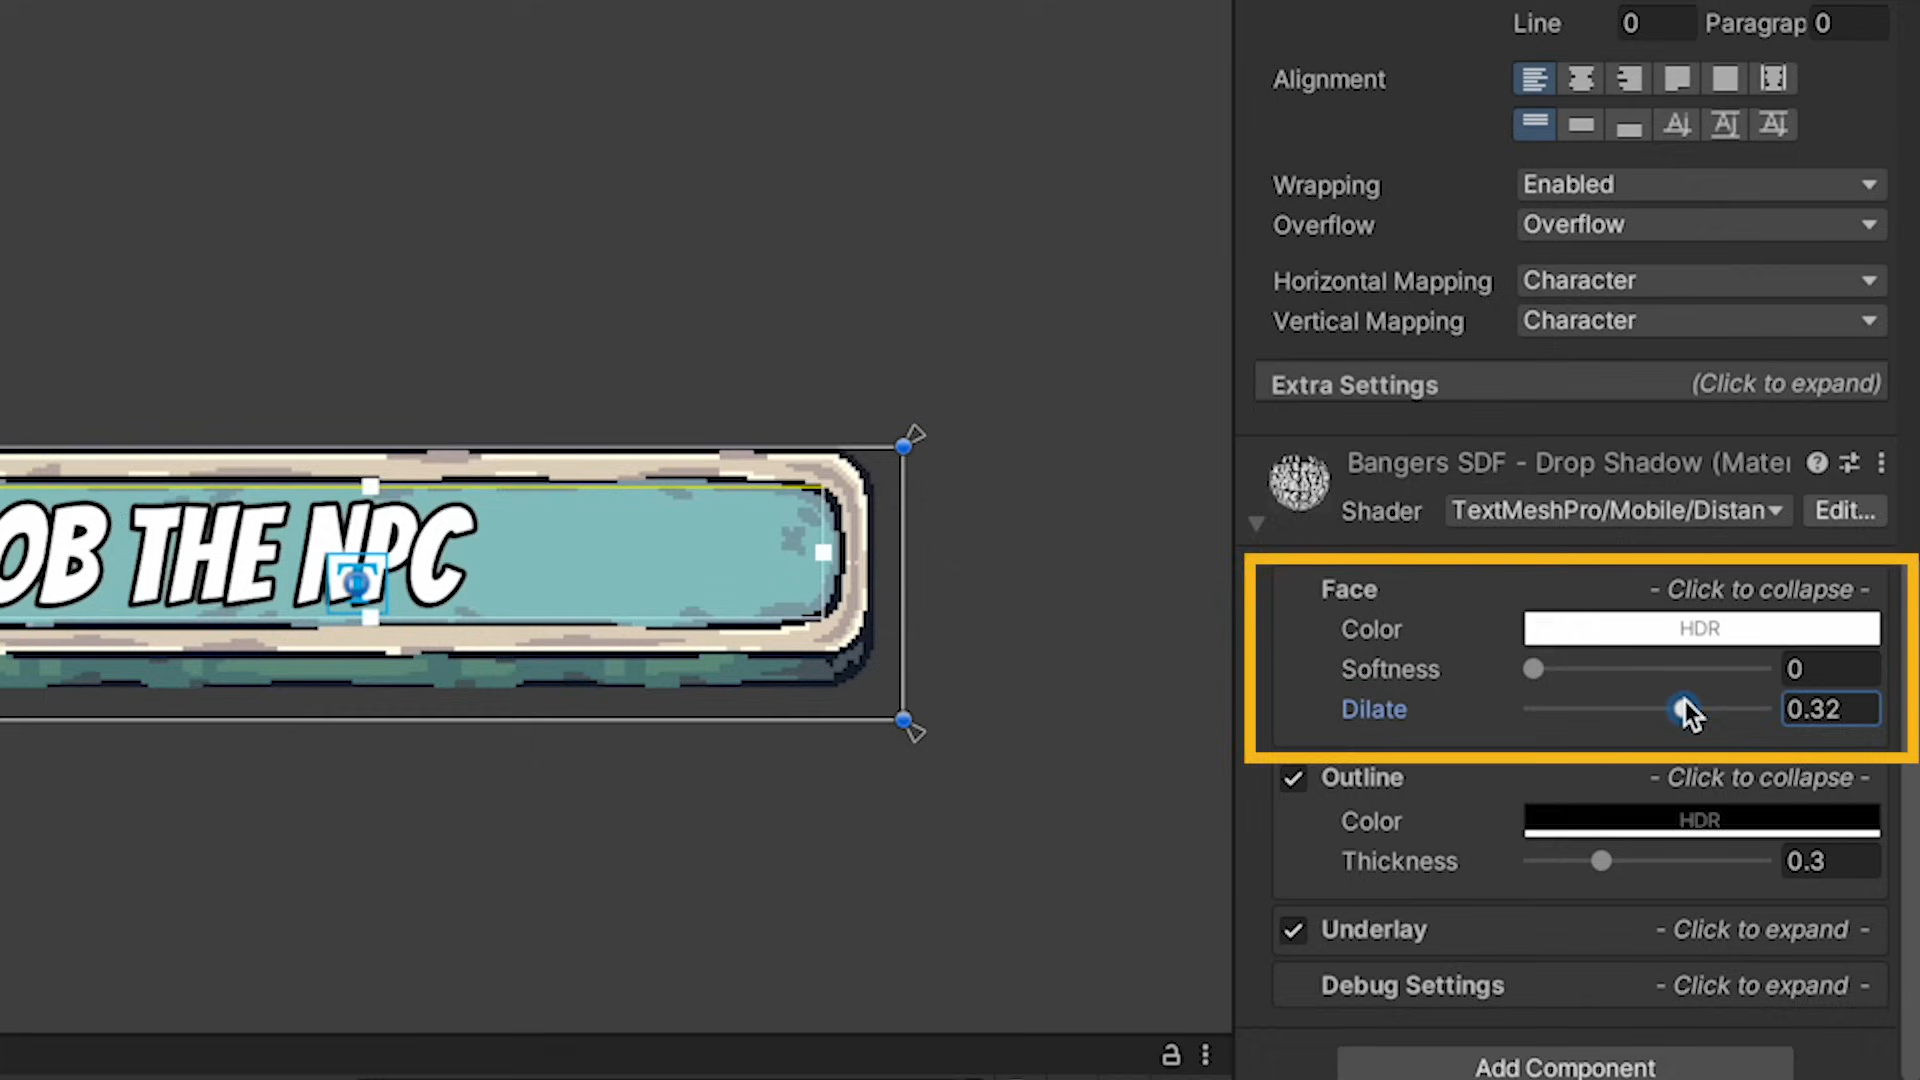 Line 0 Paragrap 0
Alignment
Wrapping Enabled
Overflow Overflow
Horizontal Mapping Character
Vertical Mapping Character
Extra Settings (Click to expand)
Bangers SDF - Drop Shadow (Mater
Shader TextMeshPro/Mobile/Distan Edit...
OB THE NPC
Face - Click to collapse -
Color HDR
Softness 0
Dilate 0.32
Outline - Click to collapse -
Color HDR
Thickness 0.3
Underlay - Click to expand -
Debug Settings - Click to expand -
Add Component